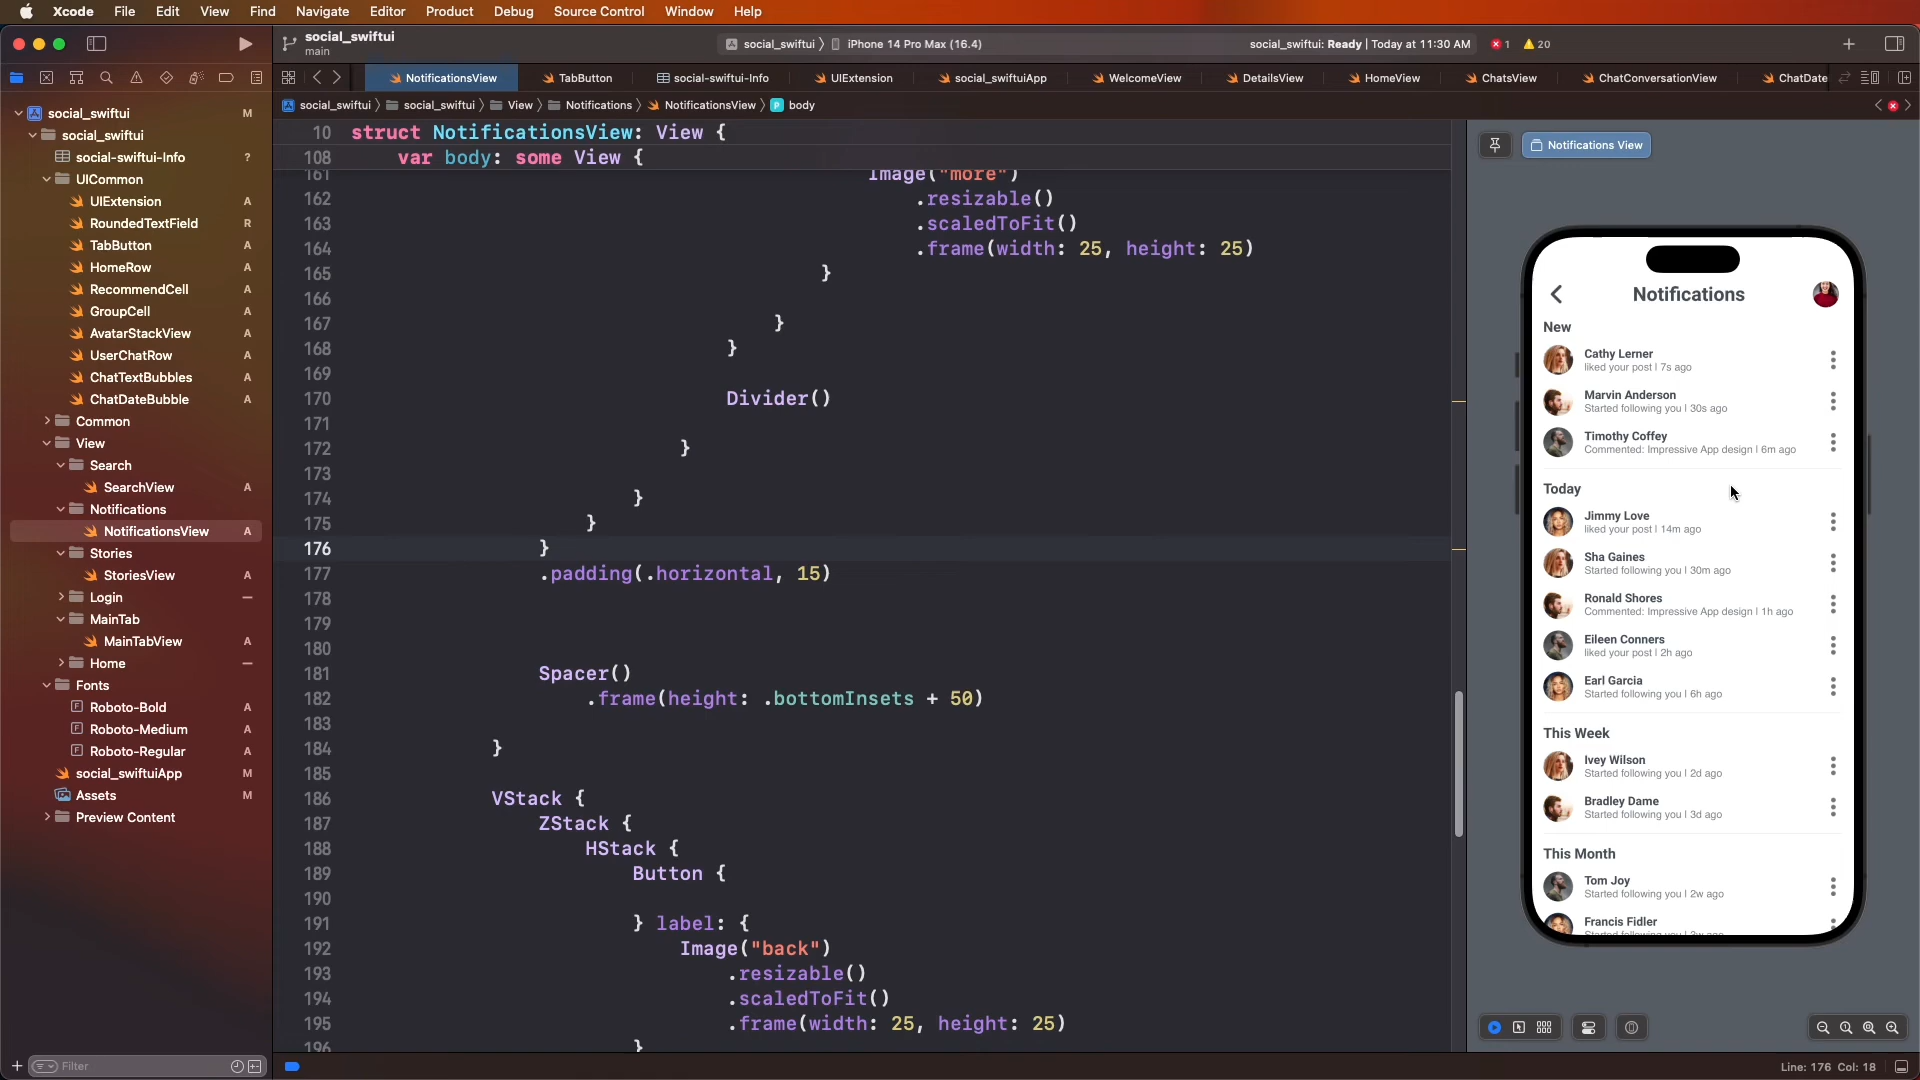 Xcode File Edit View Find Navigate Editor Product Debug Source Control Window Help
social_swiftui
main
social_swiftui iPhone 14 Pro Max (16.4)
social_swiftui: Ready | Today at 11:30 AM
1
20
NotificationsView
TabButton
social-swiftui-Info
UIExtension
social_swiftuiApp
WelcomeView
DetailsView
HomeView
ChatsView
ChatConversationView
ChatDate
social_swiftui
social_swiftui
View
Notifications
NotificationsView
body
social_swiftui M
social_swiftui
social-swiftui-Info ?
UICommon
UIExtension A
RoundedTextField R
TabButton A
HomeRow A
RecommendCell A
GroupCell A
AvatarStackView A
UserChatRow A
ChatTextBubbles A
ChatDateBubble A
Common
View
Search
SearchView A
Notifications
NotificationsView A
Stories
StoriesView A
Login
MainTab
MainTabView A
Home
Fonts
Roboto-Bold A
Roboto-Medium A
Roboto-Regular A
social_swiftuiApp M
Assets M
Preview Content
Filter
10 struct NotificationsView: View {
108 var body: some View {
161 Image("more")
162 .resizable()
163 .scaledToFit()
164 .frame(width: 25, height: 25)
165 }
166
167 }
168 }
169
170 Divider()
171
172 }
173
174 }
175 }
176 }
177 .padding(.horizontal, 15)
178
179
180
181 Spacer()
182 .frame(height: .bottomInsets + 50)
183
184 }
185
186 VStack {
187 ZStack {
188 HStack {
189 Button {
190
191 } label: {
192 Image("back")
193 .resizable()
194 .scaledToFit()
195 .frame(width: 25, height: 25)
196 }
Notifications View
Notifications
New
Cathy Lerner
liked your post | 7s ago
Marvin Anderson
Started following you | 30s ago
Timothy Coffey
Commented: Impressive App design | 6m ago
Today
Jimmy Love
liked your post | 14m ago
Sha Gaines
Started following you | 30m ago
Ronald Shores
Commented: Impressive App design | 1h ago
Eileen Conners
liked your post | 2h ago
Earl Garcia
Started following you | 6h ago
This Week
Ivey Wilson
Started following you | 2d ago
Bradley Dame
Started following you | 3d ago
This Month
Tom Joy
Started following you | 2w ago
Francis Fidler
Started following you | 3w ago
Line: 176 Col: 18